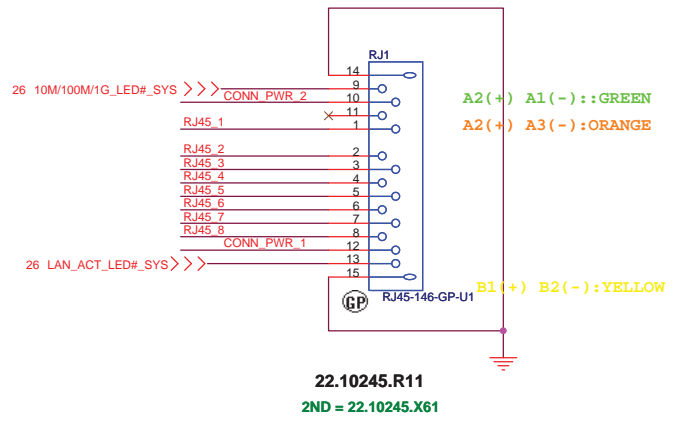 RJ1
14
26 10M/100M/1G_LED#_SYS
9
CONN_PWR_2
10
A2(+) A1(-)::GREEN
11
RJ45_1
1
A2(+) A3(-):ORANGE
RJ45_2
2
RJ45_3
3
RJ45_4
4
RJ45_5
5
RJ45_6
6
RJ45_7
7
RJ45_8
8
CONN_PWR_1
12
26 LAN_ACT_LED#_SYS
13
15
B1(+) B2(-):YELLOW
GP
RJ45-146-GP-U1
22.10245.R11
2ND = 22.10245.X61